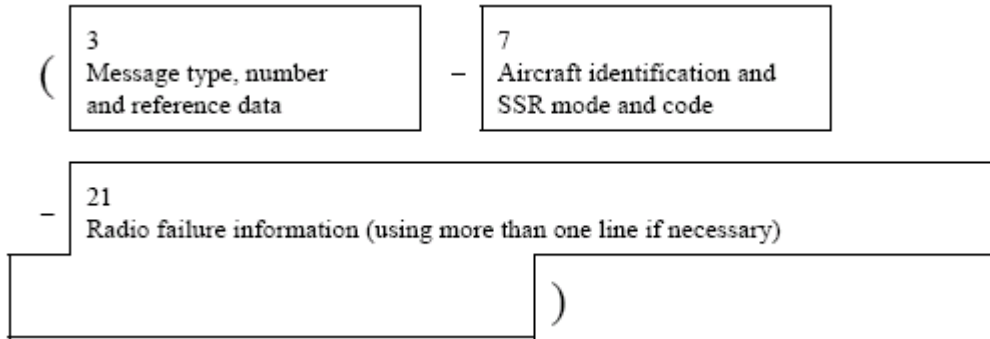 3
7
( Message type, number – Aircraft identification and
and reference data
SSR mode and code
21
– Radio failure information (using more than one line if necessary)
)